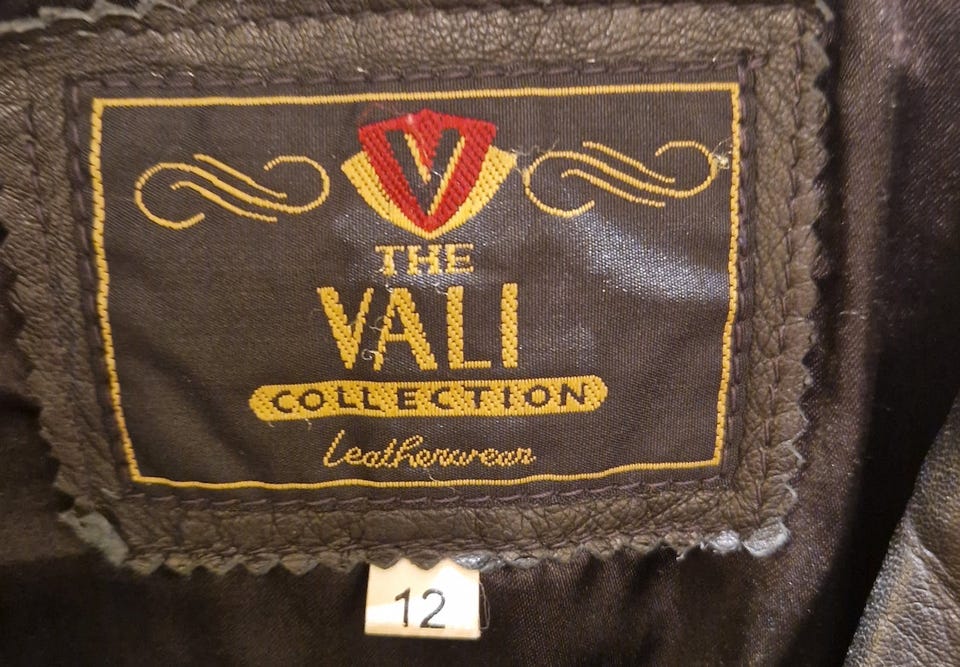 V
THE
VALI
COLLECTION
Leatherwear
12